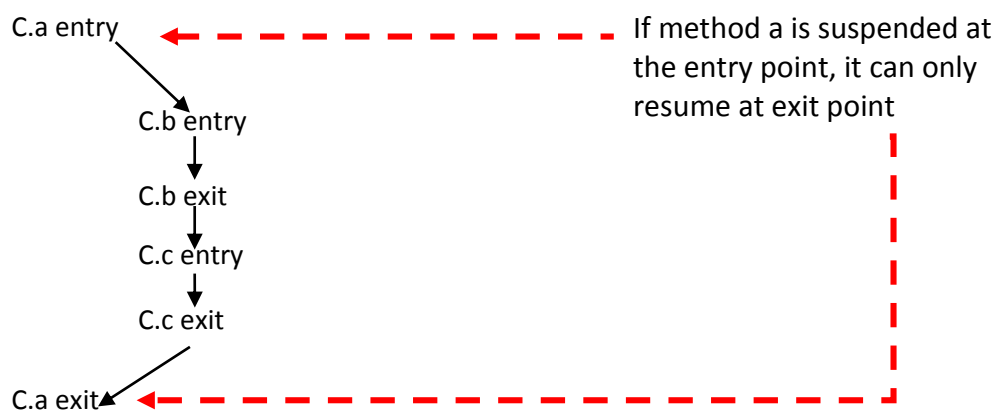 C.a entry
If method a is suspended at
the entry point, it can only
resume at exit point
C.b entry
C.b exit
C.c entry
C.c exit
C.a exit